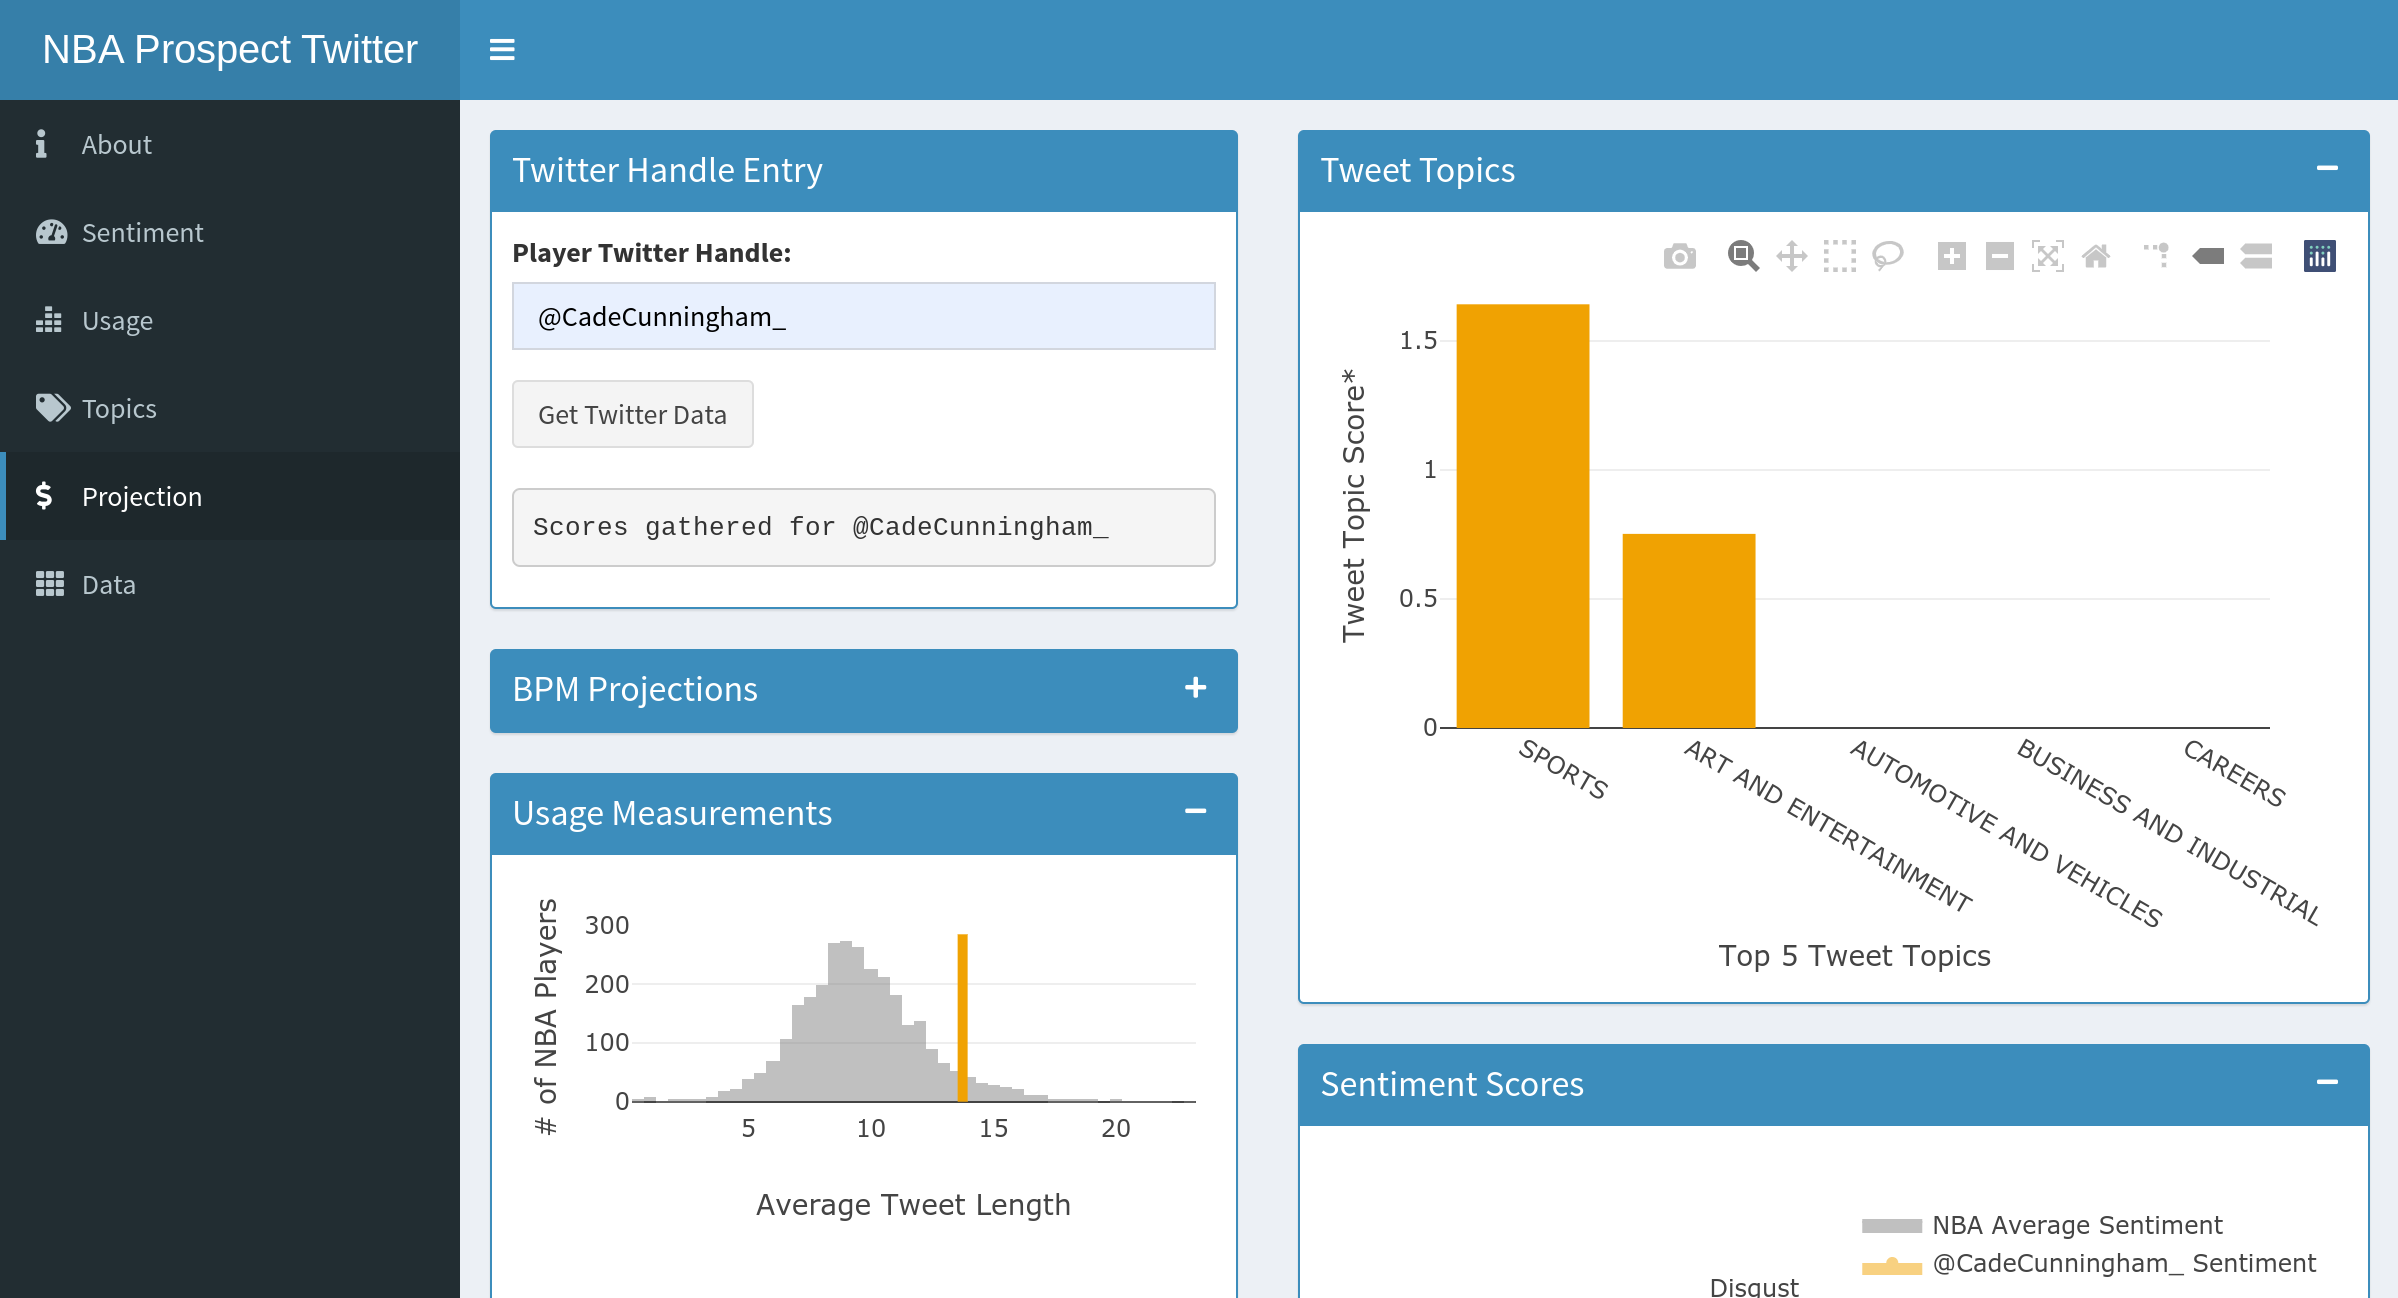 NBA Prospect Twitter
About
Sentiment
Usage
Topics
Projection
Data
Twitter Handle Entry
Player Twitter Handle:
@CadeCunningham_
Get Twitter Data
Scores gathered for @CadeCunningham_
BPM Projections
Usage Measurements
# of NBA Players
300
200
100
0
5
10
15
20
Average Tweet Length
Tweet Topics
Tweet Topic Score*
1.5
1
0.5
0
SPORTS
ART AND ENTERTAINMENT
AUTOMOTIVE AND VEHICLES
BUSINESS AND INDUSTRIAL
CAREERS
Top 5 Tweet Topics
Sentiment Scores
NBA Average Sentiment
@CadeCunningham_ Sentiment
Disgust